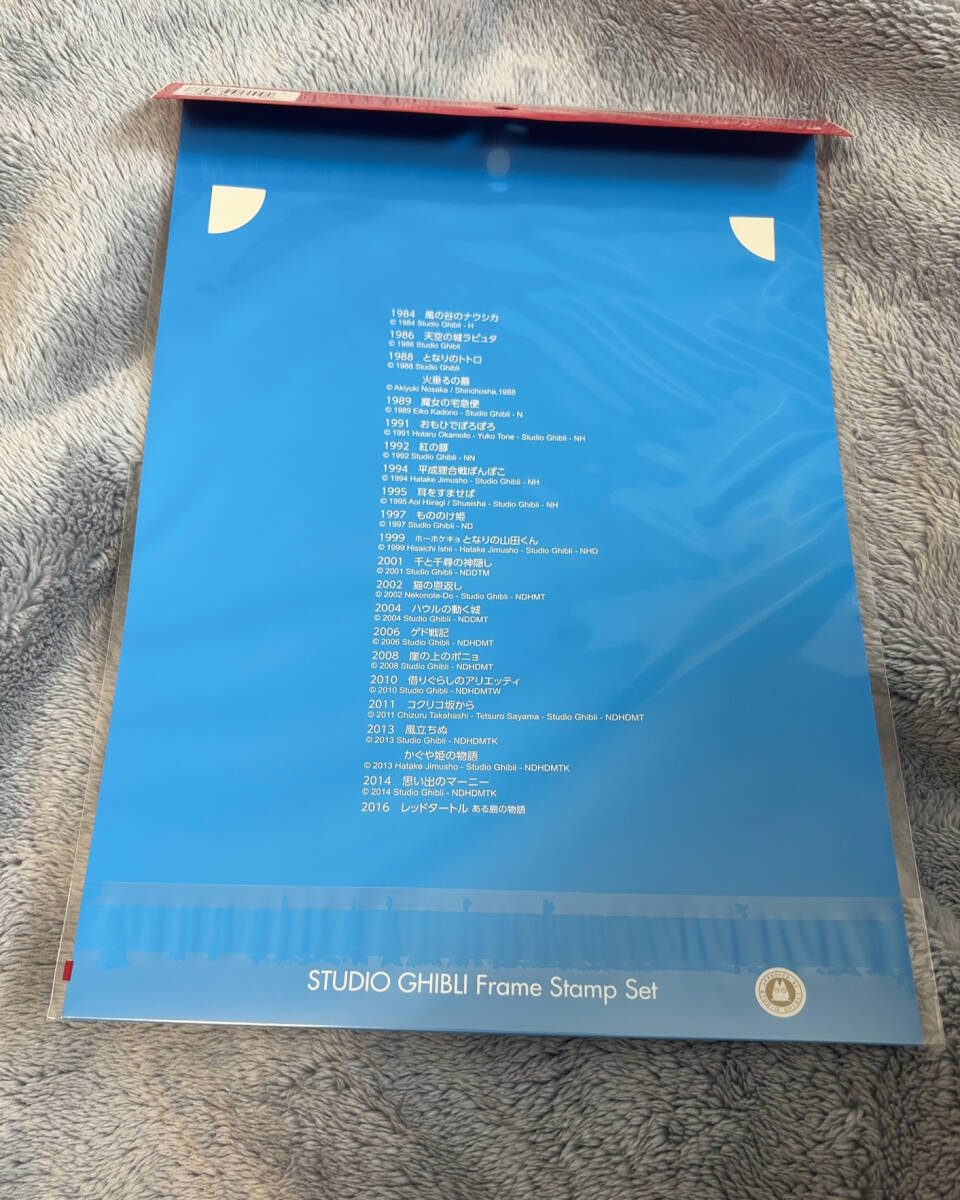 1984 風の谷のナウシカ
© 1984 Studio Ghibli - H
1986 天空の城ラピュタ
© 1986 Studio Ghibli
1988 となりのトトロ
© 1988 Studio Ghibli
火垂るの墓
© Akiyuki Nosaka / Shinchosha,1988
1989 魔女の宅急便
© 1989 Eiko Kadono - Studio Ghibli - N
1991 おもひでぽろぽろ
© 1991 Hotaru Okamoto - Yuko Tone - Studio Ghibli - NH
1992 紅の豚
© 1992 Studio Ghibli - NN
1994 平成狸合戦ぽんぽこ
© 1994 Hatake Jimusho - Studio Ghibli - NH
1995 耳をすませば
© 1995 Aoi Hiiragi / Shueisha - Studio Ghibli - NH
1997 もののけ姫
© 1997 Studio Ghibli - ND
1999 ホーホケキョ となりの山田くん
© 1999 Hisaichi Ishii - Hatake Jimusho - Studio Ghibli - NHD
2001 千と千尋の神隠し
© 2001 Studio Ghibli - NDDTM
2002 猫の恩返し
© 2002 Nekonote-Do - Studio Ghibli - NDHMT
2004 ハウルの動く城
© 2004 Studio Ghibli - NDDMT
2006 ゲド戦記
© 2006 Studio Ghibli - NDHDMT
2008 崖の上のポニョ
© 2008 Studio Ghibli - NDHDMT
2010 借りぐらしのアリエッティ
© 2010 Studio Ghibli - NDHDMTW
2011 コクリコ坂から
© 2011 Chizuru Takahashi - Tetsuro Sayama - Studio Ghibli - NDHDMT
2013 風立ちぬ
© 2013 Studio Ghibli - NDHDMTK
かぐや姫の物語
© 2013 Hatake Jimusho - Studio Ghibli - NDHDMTK
2014 思い出のマーニー
© 2014 Studio Ghibli - NDHDMTK
2016 レッドタートル ある島の物語
STUDIO GHIBLI Frame Stamp Set